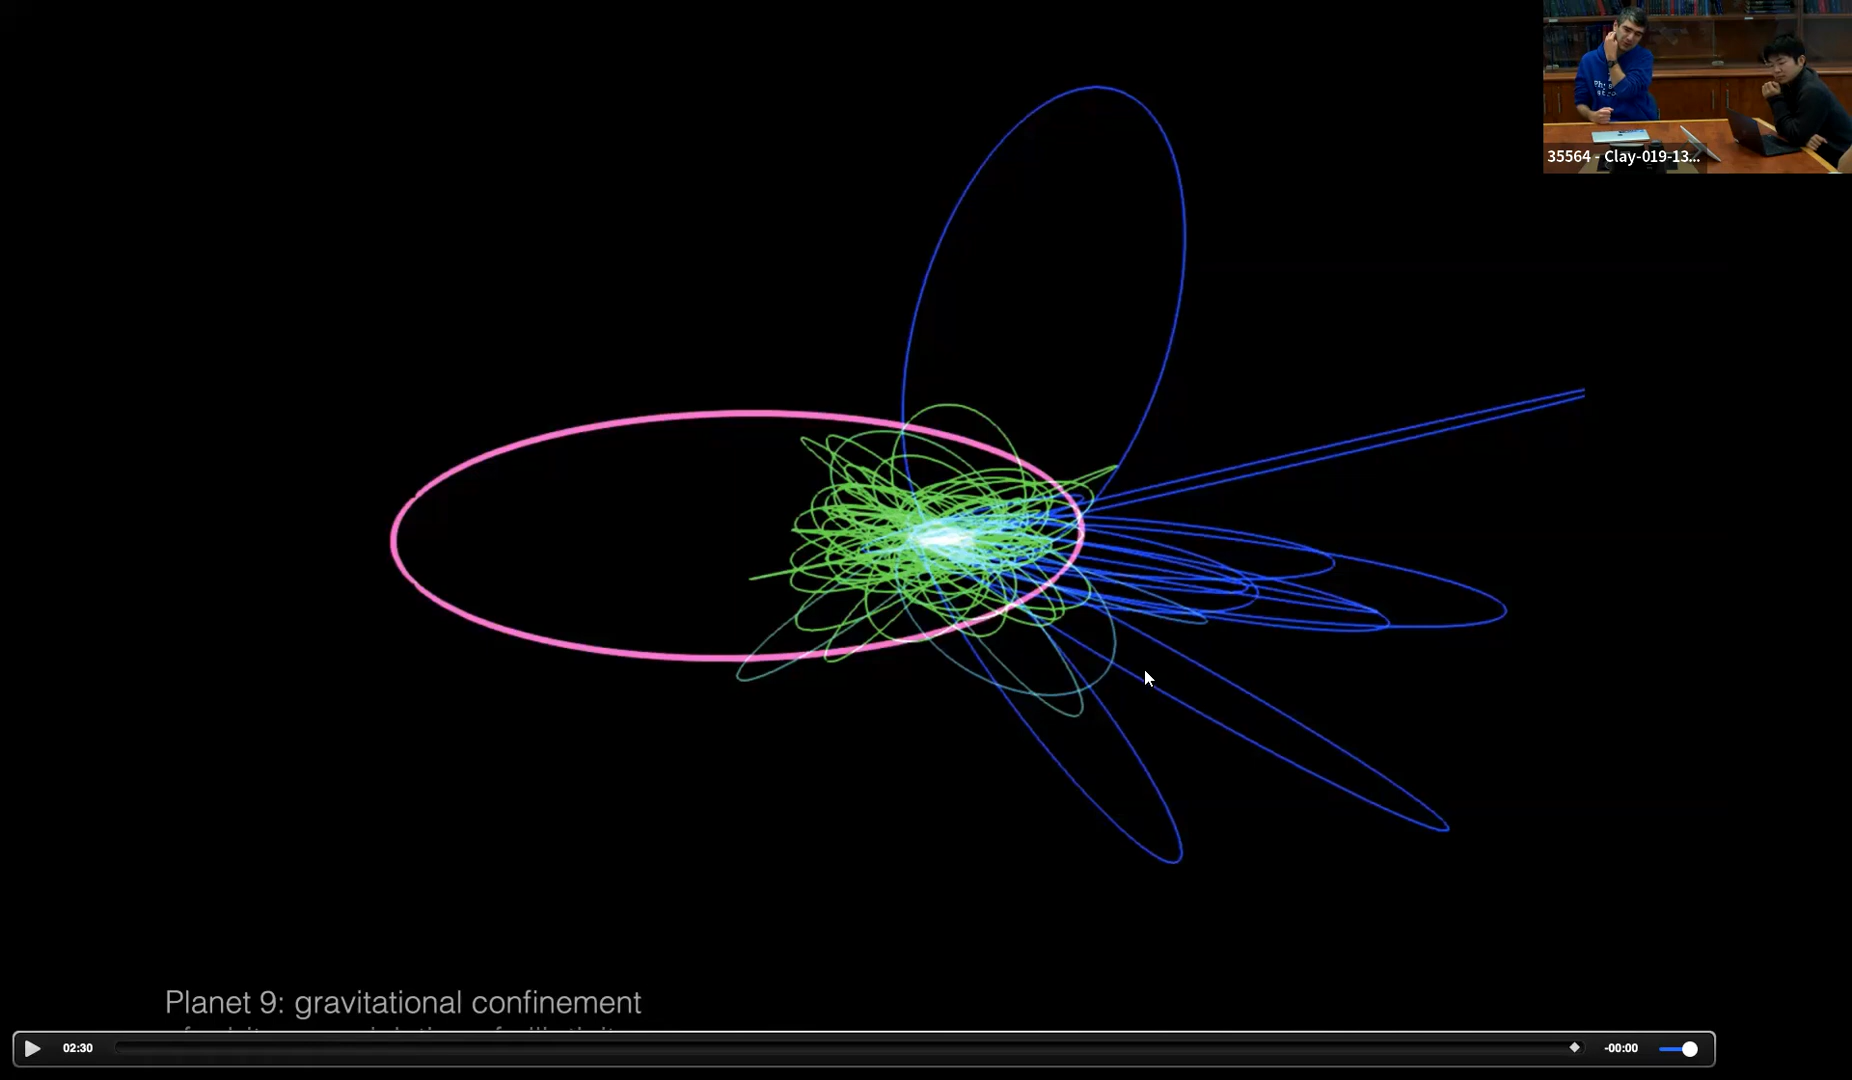 35564 - Clay-019-13...
Planet 9: gravitational confinement
02:30
-00:00